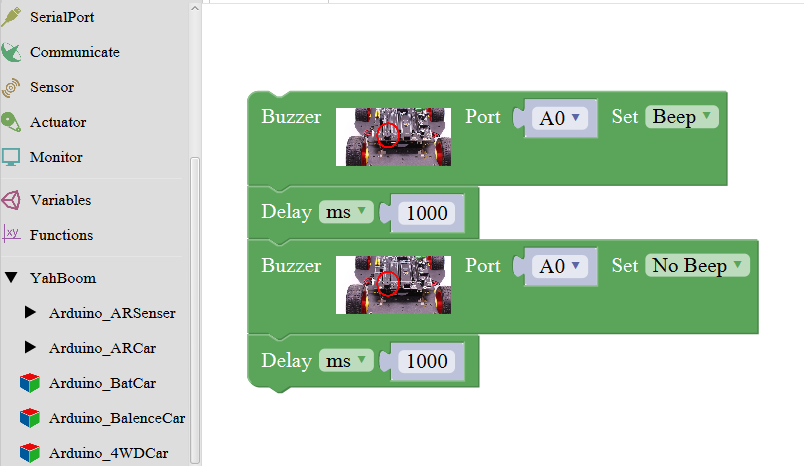 SerialPort
Communicate
Sensor
Actuator
Monitor
Variables
xy Functions
YahBoom
Arduino_ARSenser
Arduino_ARCar
Arduino_BatCar
Arduino_BalenceCar
Arduino_4WDCar
Buzzer Port A0 Set Beep
Delay ms 1000
Buzzer Port A0 Set No Beep
Delay ms 1000